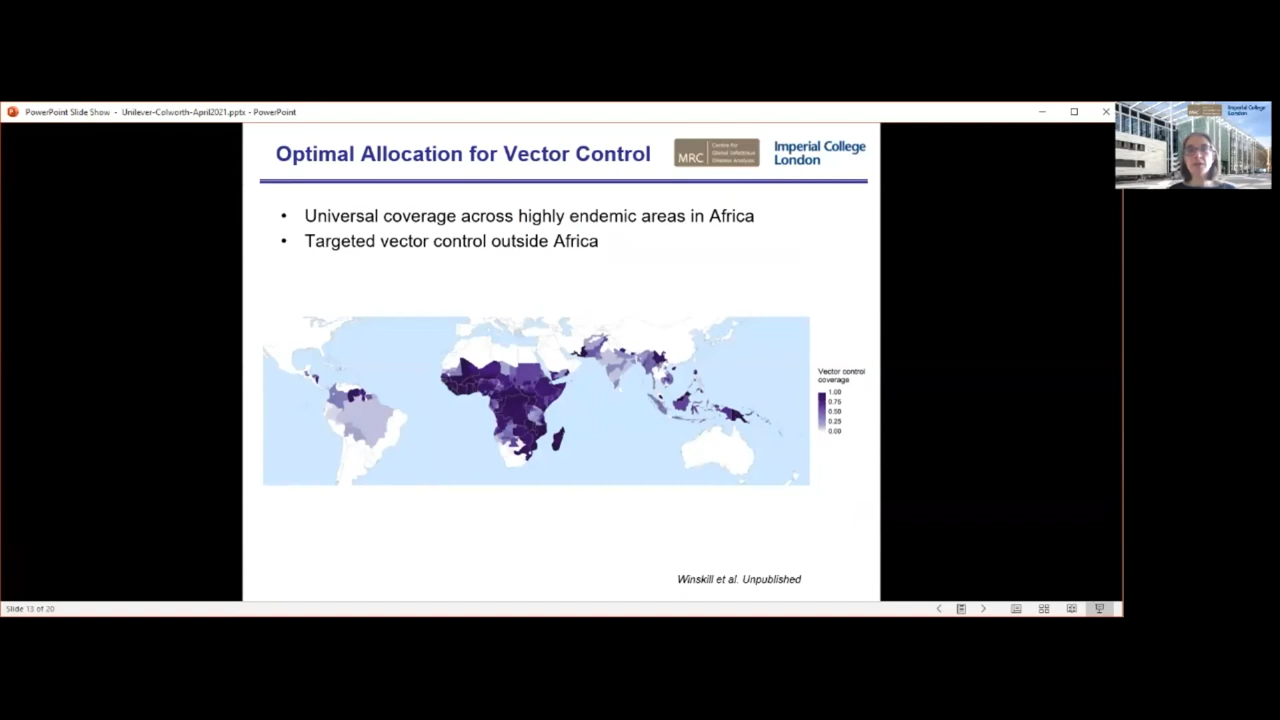 PowerPoint Slide Show - Unilever-Colworth-April2021.pptx - PowerPoint
Optimal Allocation for Vector Control
MRC
Centre for
Global Infectious
Disease Analysis
Imperial College
London
Imperial College
London
• Universal coverage across highly endemic areas in Africa
• Targeted vector control outside Africa
Vector control
coverage
1.00
0.75
0.50
0.25
0.00
Winskill et al. Unpublished
Slide 13 of 20